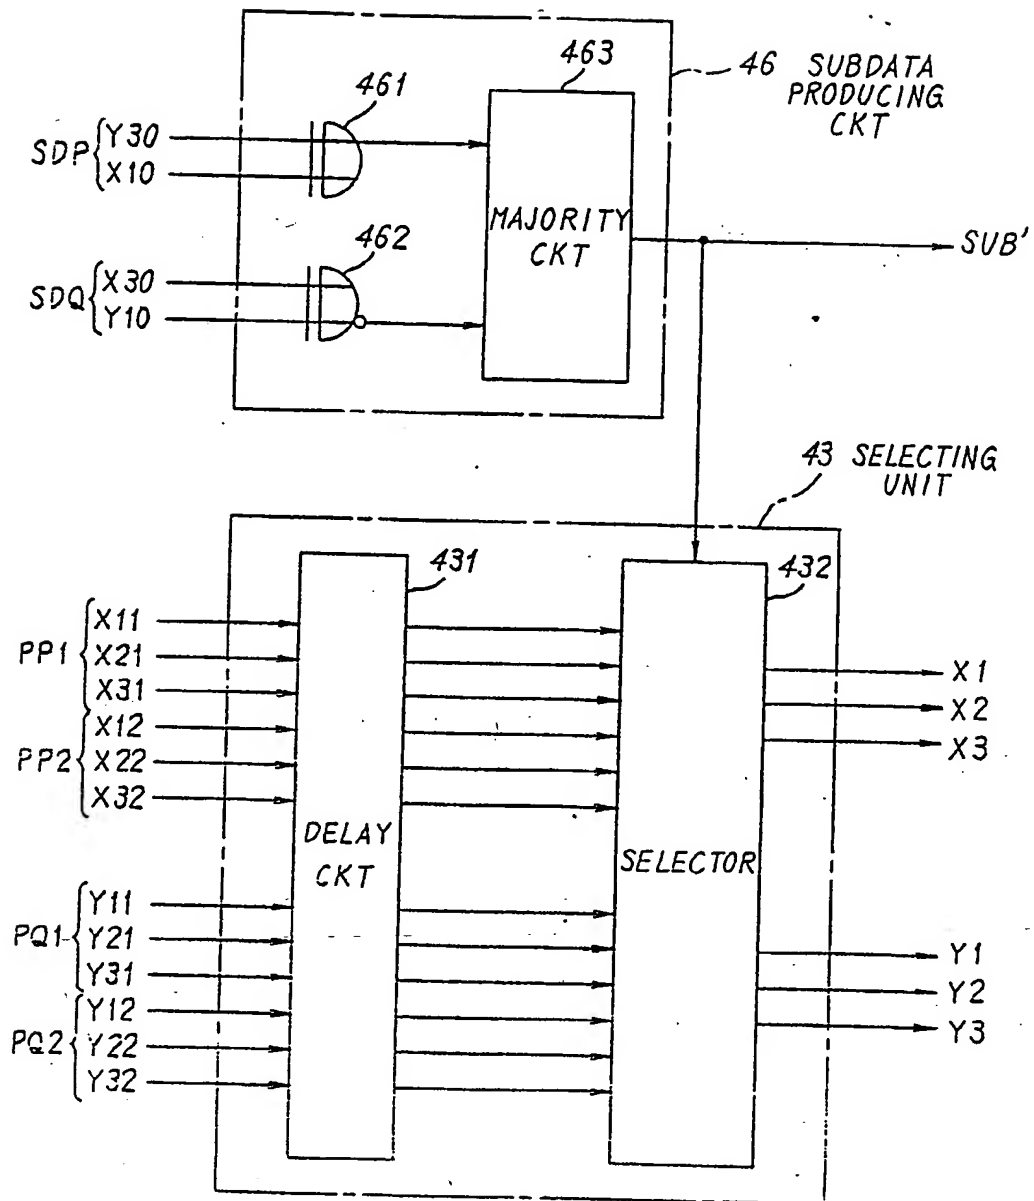 461
463
46 SUBDATA
PRODUCING
CKT
SDP
Y30
X10
MAJORITY
CKT
SUB'
462
SDQ
X30
Y10
43 SELECTING
UNIT
431
432
PP1
X11
X21
X31
PP2
X12
X22
X32
DELAY
CKT
SELECTOR
X1
X2
X3
PQ1
Y11
Y21
Y31
PQ2
Y12
Y22
Y32
Y1
Y2
Y3